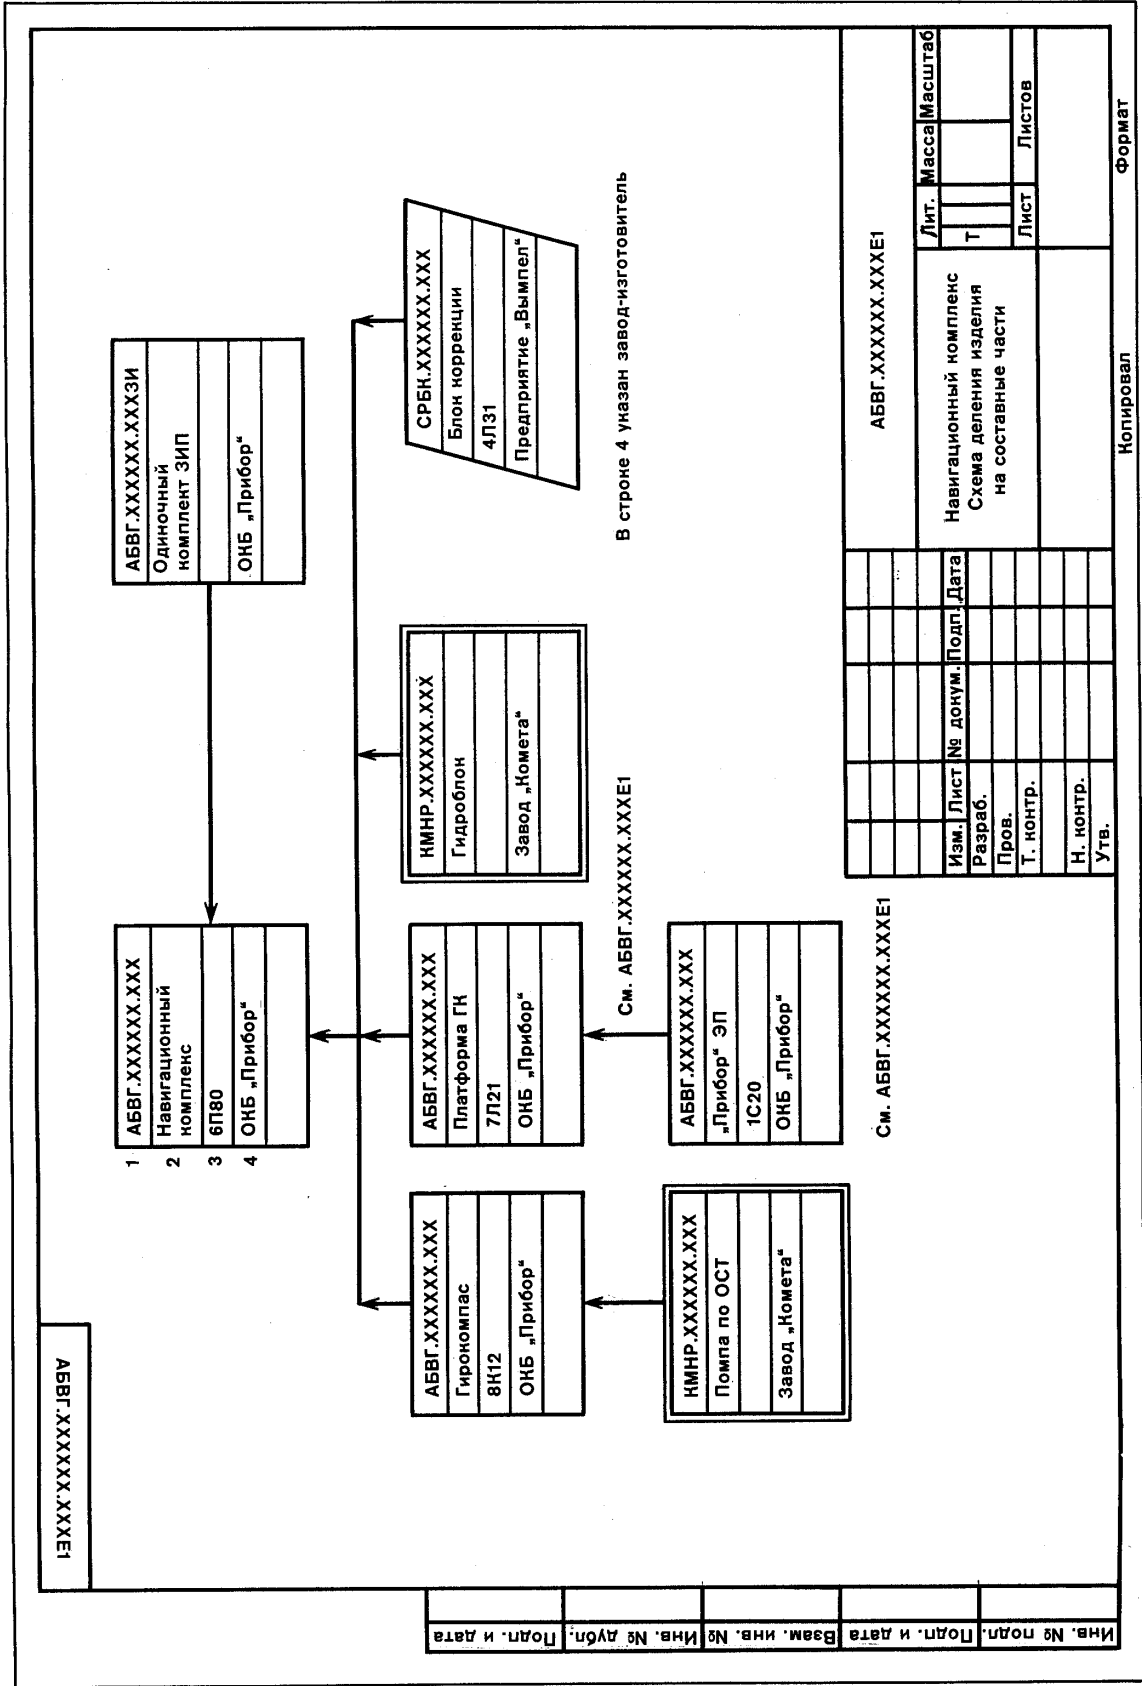 АБВГ.XXXXXX.XXXЕ1
1 АБВГ.XXXXXX.XXX
2 Навигационный
комплекс
3 6П80
4 ОКБ „Прибор“
АБВГ.XXXXXX.XXXЗИ
Одиночный
комплект ЗИП
ОКБ „Прибор“
АБВГ.XXXXXX.XXX
Гирокомпас
8К12
ОКБ „Прибор“
АБВГ.XXXXXX.XXX
Платформа ГК
7Л21
ОКБ „Прибор“
КМНР.XXXXXX.XXX
Гидроблок
Завод „Комета“
СРБК.XXXXXX.XXX
Блок коррекции
4Л31
Предприятие „Вымпел“
См. АБВГ.XXXXXX.XXXЕ1
В строке 4 указан завод-изготовитель
КМНР.XXXXXX.XXX
Помпа по ОСТ
Завод „Комета“
АБВГ.XXXXXX.XXX
„Прибор“ ЭП
1С20
ОКБ „Прибор“
См. АБВГ.XXXXXX.XXXЕ1
АБВГ.XXXXXX.XXXЕ1
Изм. Лист № докум. Подп. Дата
Разраб.
Пров.
Т. контр.
Н. контр.
Утв.
Навигационный комплекс
Схема деления изделия
на составные части
Лит. Масса Масштаб
Т
Лист Листов
Копировал Формат
Инв. № подл. Подп. и дата Взам. инв. № Инв. № дубл. Подп. и дата